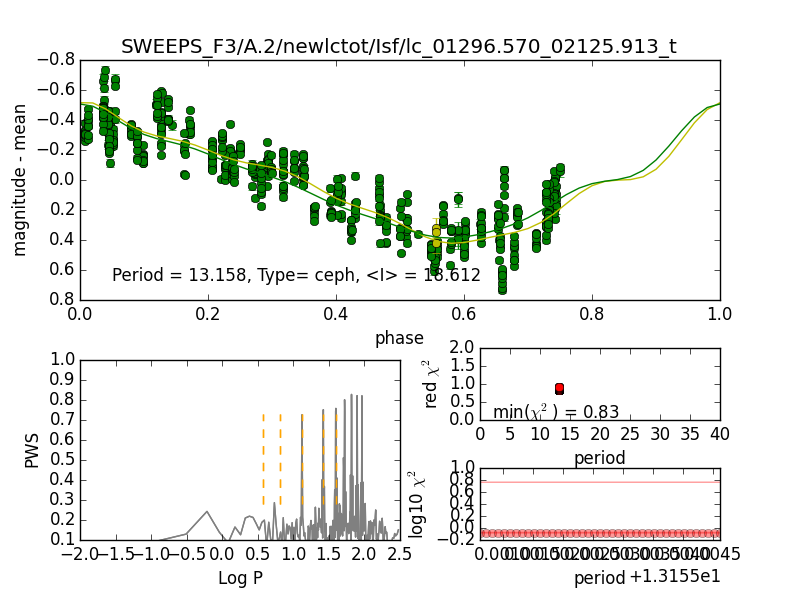 SWEEPS_F3/A.2/newlctot/Isf/lc_01296.570_02125.913_t
magnitude - mean
−0.8
−0.6
−0.4
−0.2
0.0
0.2
0.4
0.6
0.8
Period = 13.158, Type= ceph, <I> = 18.612
0.0 0.2 0.4 0.6 0.8 1.0
phase
PWS
1.0
0.9
0.8
0.7
0.6
0.5
0.4
0.3
0.2
0.1
−2.0 −1.5 −1.0 −0.5 0.0 0.5 1.0 1.5 2.0 2.5
Log P
red χ²
2.0
1.5
1.0
0.5
0.0
min(χ²) = 0.83
0 5 10 15 20 25 30 35 40
period
log10 χ²
1.0
0.8
0.6
0.4
0.2
0.0
−0.2
period
+1.3155e1